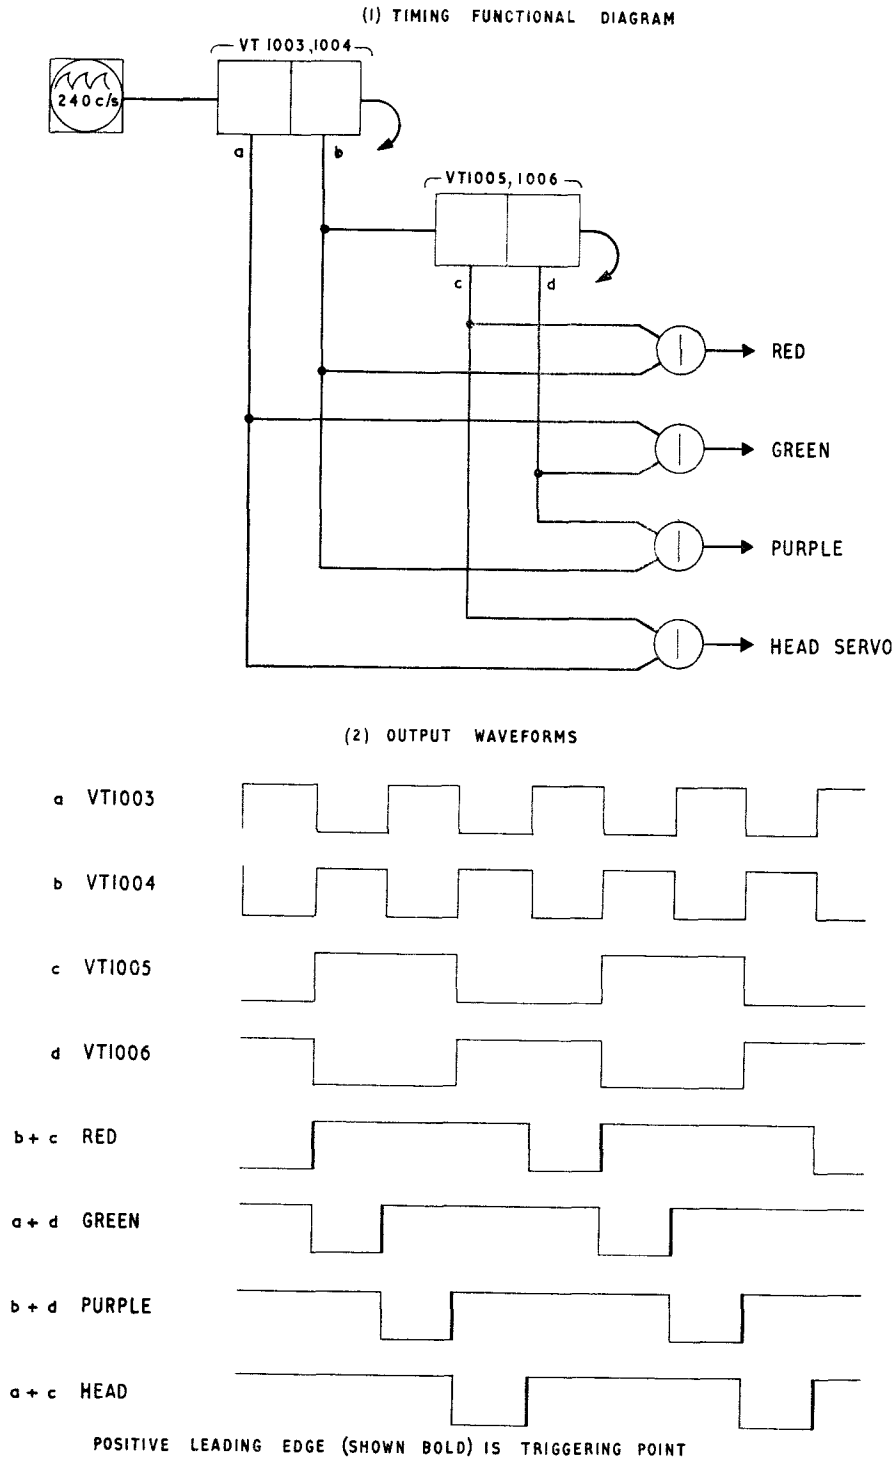 (1) TIMING FUNCTIONAL DIAGRAM
VT 1003, 1004
240 c/s
a
b
VT1005, 1006
c
d
RED
GREEN
PURPLE
HEAD SERVO
(2) OUTPUT WAVEFORMS
a VT1003
b VT1004
c VT1005
d VT1006
b + c RED
a + d GREEN
b + d PURPLE
a + c HEAD
POSITIVE LEADING EDGE (SHOWN BOLD) IS TRIGGERING POINT